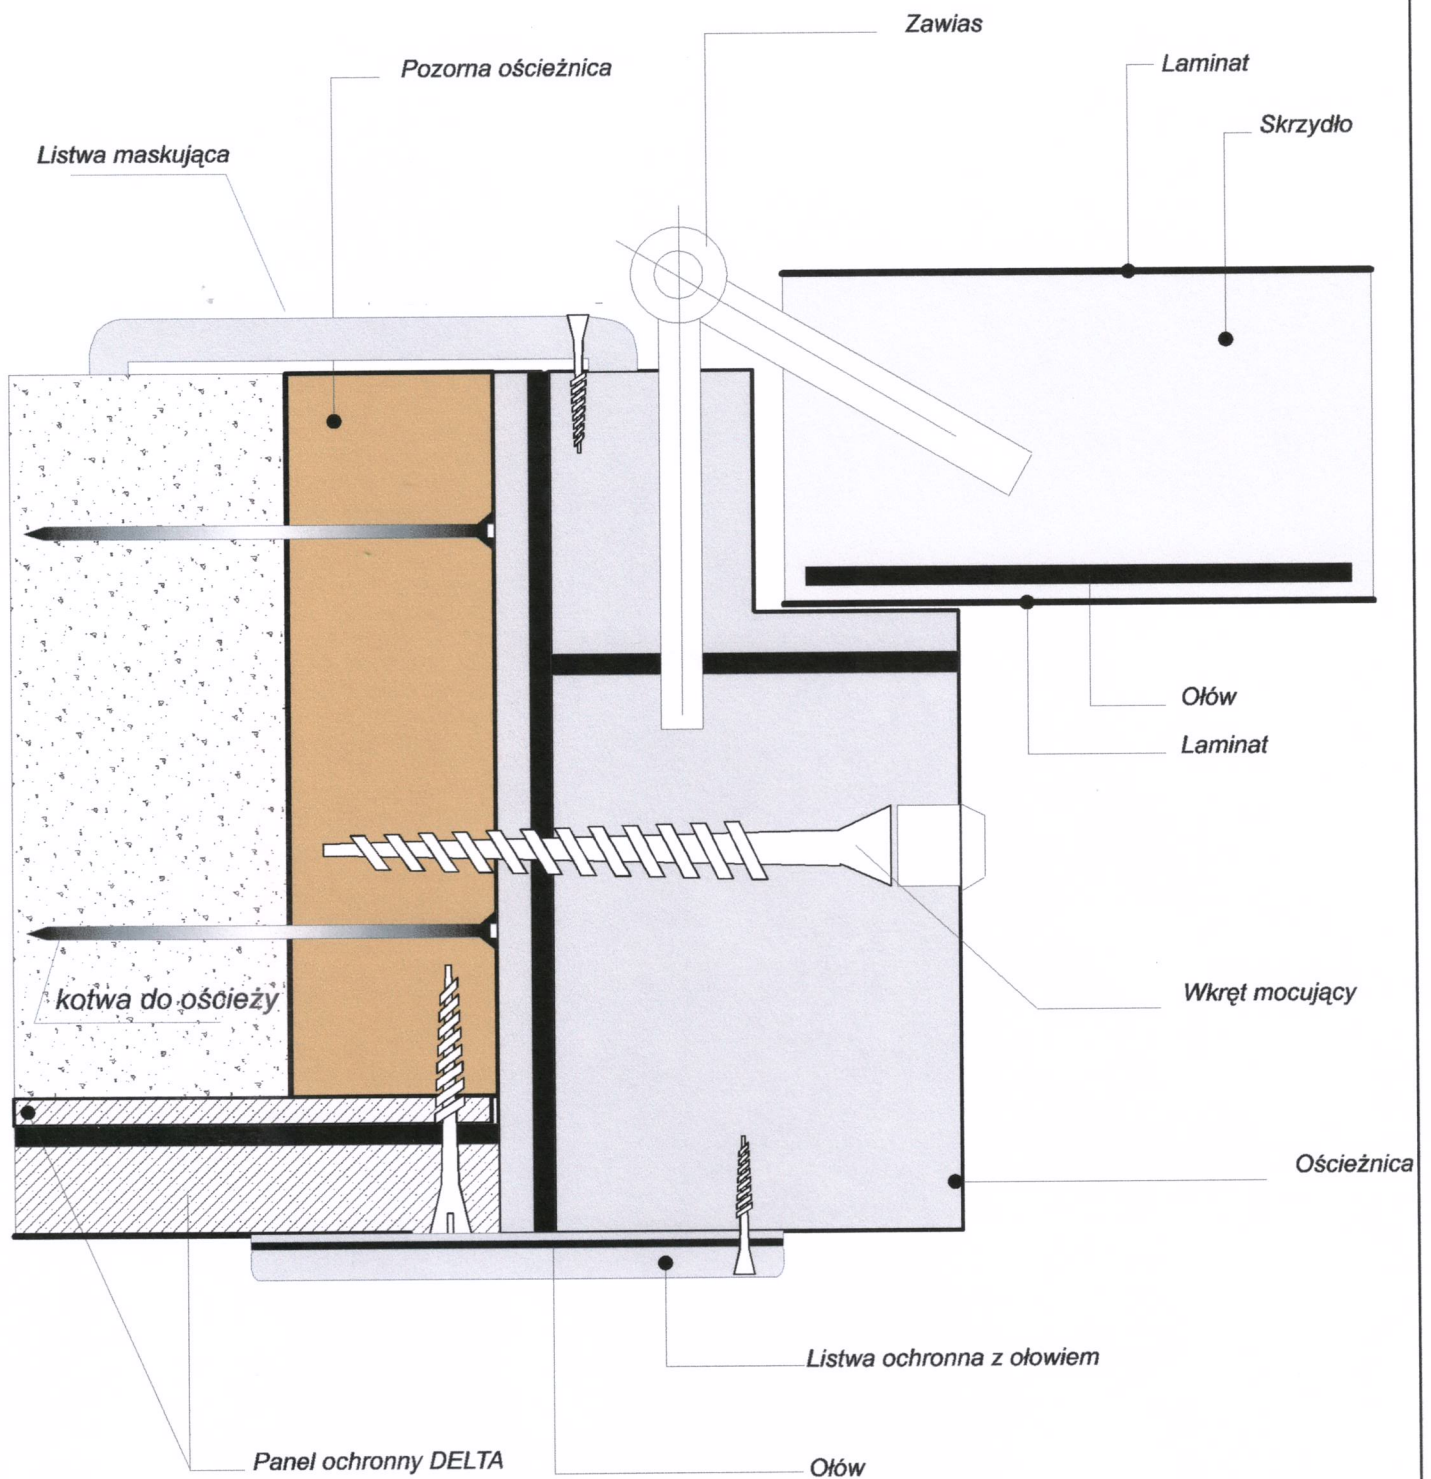 Zawias
Laminat
Pozorna ościeżnica
Skrzydło
Listwa maskująca
Ołów
Laminat
kotwa do ościeży
Wkręt mocujący
Ościeżnica
Listwa ochronna z ołowiem
Panel ochronny DELTA
Ołów